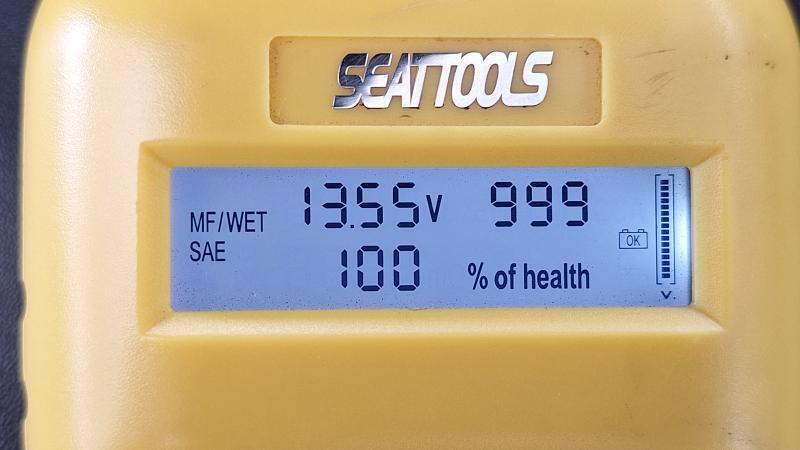 SEATTOOLS
MF/WET 13.55V 999
SAE 100 % of health
OK
V.